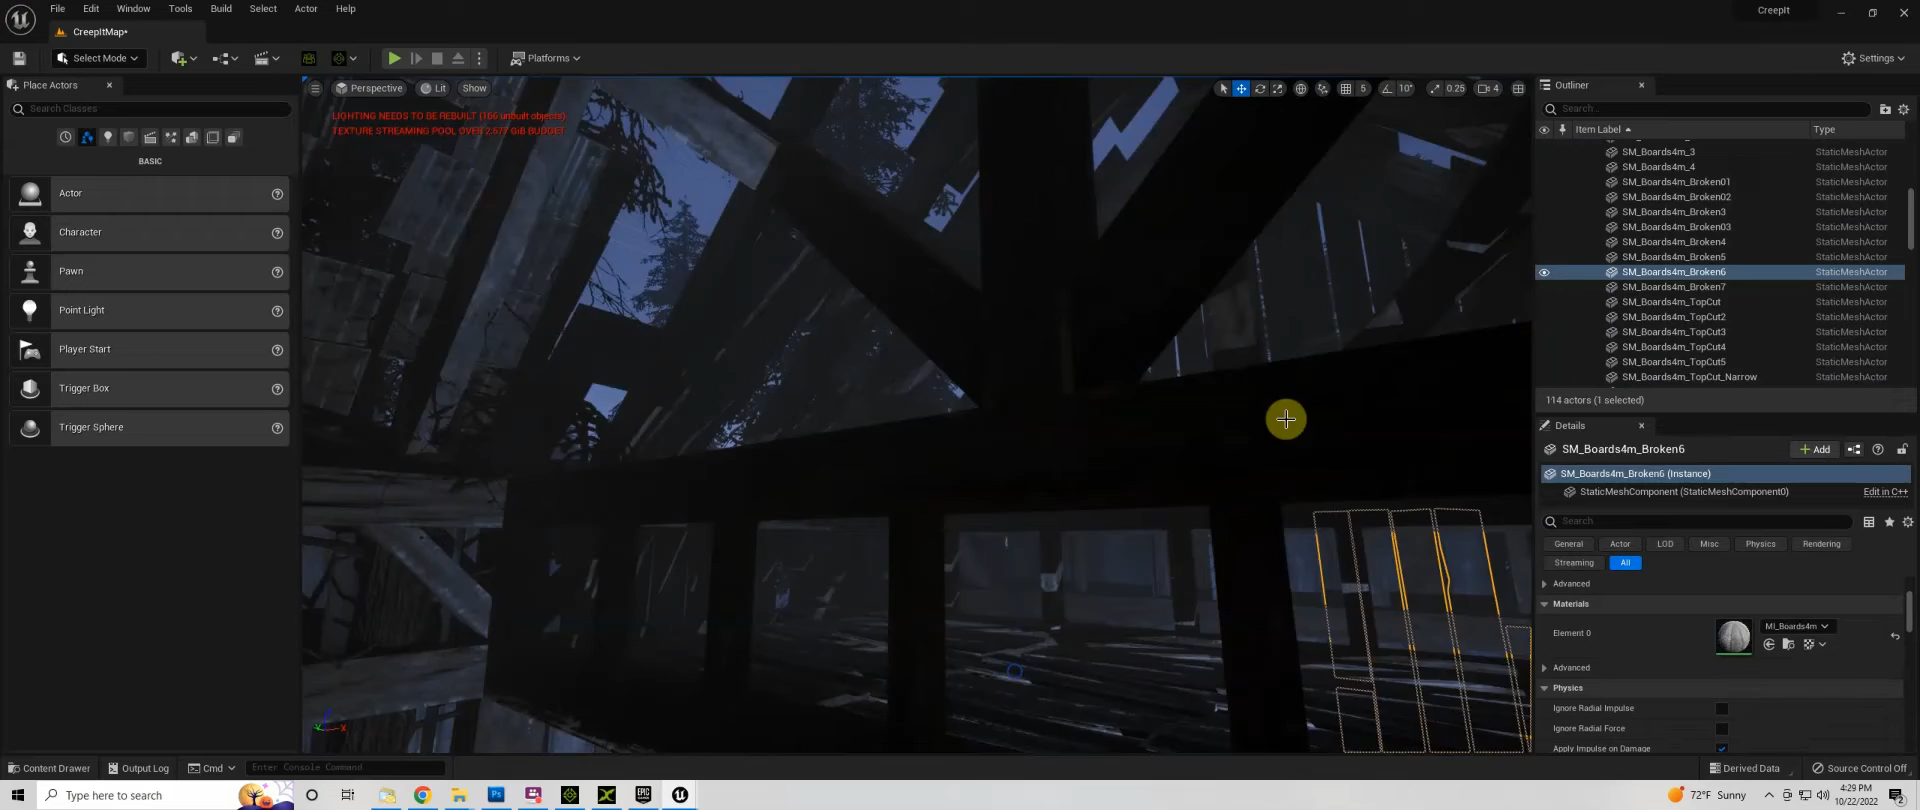 File Edit Window Tools Build Select Actor Help
CreepIt
CreepItMap*
Select Mode
Platforms
Settings
Place Actors
Search Classes
BASIC
Actor
Character
Pawn
Point Light
Player Start
Trigger Box
Trigger Sphere
Perspective Lit Show
5 10° 0.25 4
LIGHTING NEEDS TO BE REBUILT (166 unbuilt objects)
TEXTURE STREAMING POOL OVER 2.677 GiB BUDGET
Outliner
Search...
Item Label Type
SM_Boards4m_3 StaticMeshActor
SM_Boards4m_4 StaticMeshActor
SM_Boards4m_Broken01 StaticMeshActor
SM_Boards4m_Broken02 StaticMeshActor
SM_Boards4m_Broken3 StaticMeshActor
SM_Boards4m_Broken03 StaticMeshActor
SM_Boards4m_Broken4 StaticMeshActor
SM_Boards4m_Broken5 StaticMeshActor
SM_Boards4m_Broken6 StaticMeshActor
SM_Boards4m_Broken7 StaticMeshActor
SM_Boards4m_TopCut StaticMeshActor
SM_Boards4m_TopCut2 StaticMeshActor
SM_Boards4m_TopCut3 StaticMeshActor
SM_Boards4m_TopCut4 StaticMeshActor
SM_Boards4m_TopCut5 StaticMeshActor
SM_Boards4m_TopCut_Narrow StaticMeshActor
114 actors (1 selected)
Details
SM_Boards4m_Broken6
Add
SM_Boards4m_Broken6 (Instance)
StaticMeshComponent (StaticMeshComponent0) Edit in C++
Search
General Actor LOD Misc Physics Rendering
Streaming All
Advanced
Materials
Element 0
MI_Boards4m
Advanced
Physics
Ignore Radial Impulse
Ignore Radial Force
Apply Impulse on Damage
Z X
Content Drawer Output Log Cmd Enter Console Command
Derived Data Source Control Off
Type here to search
Ps
EPIC GAMES
72°F Sunny
4:29 PM
10/22/2022
2